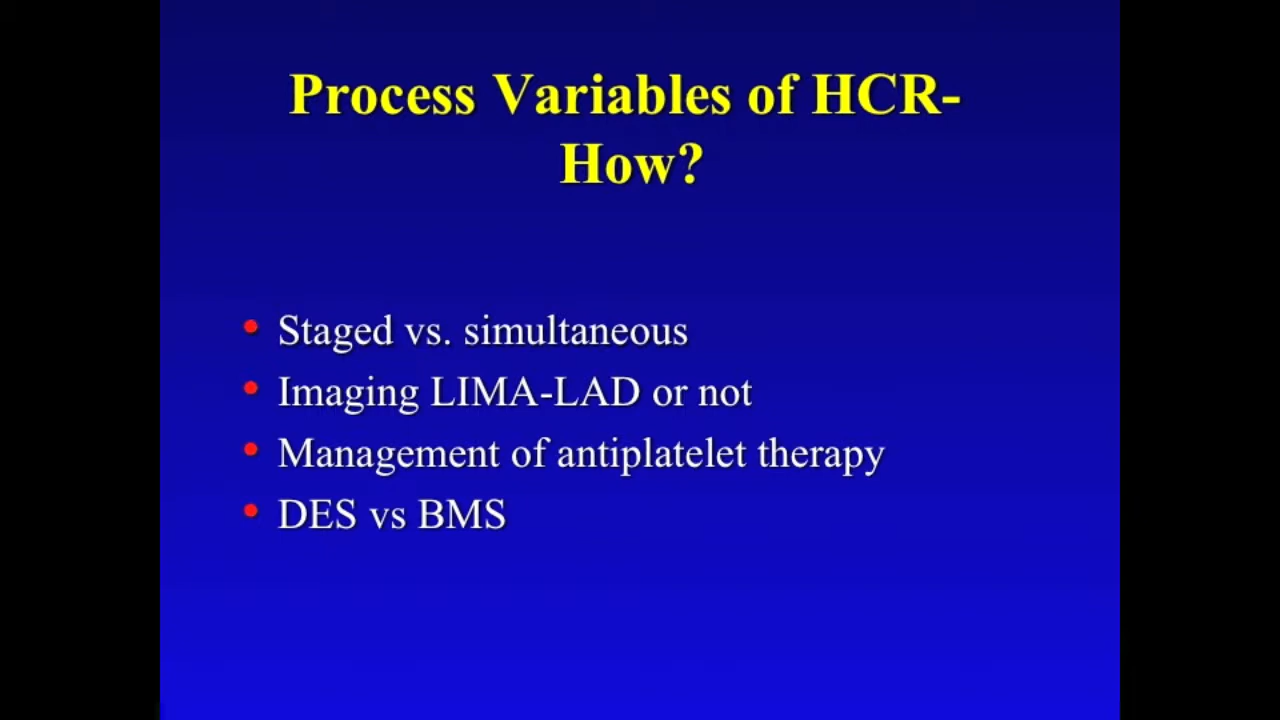 Process Variables of HCR-
How?
• Staged vs. simultaneous
• Imaging LIMA-LAD or not
• Management of antiplatelet therapy
• DES vs BMS